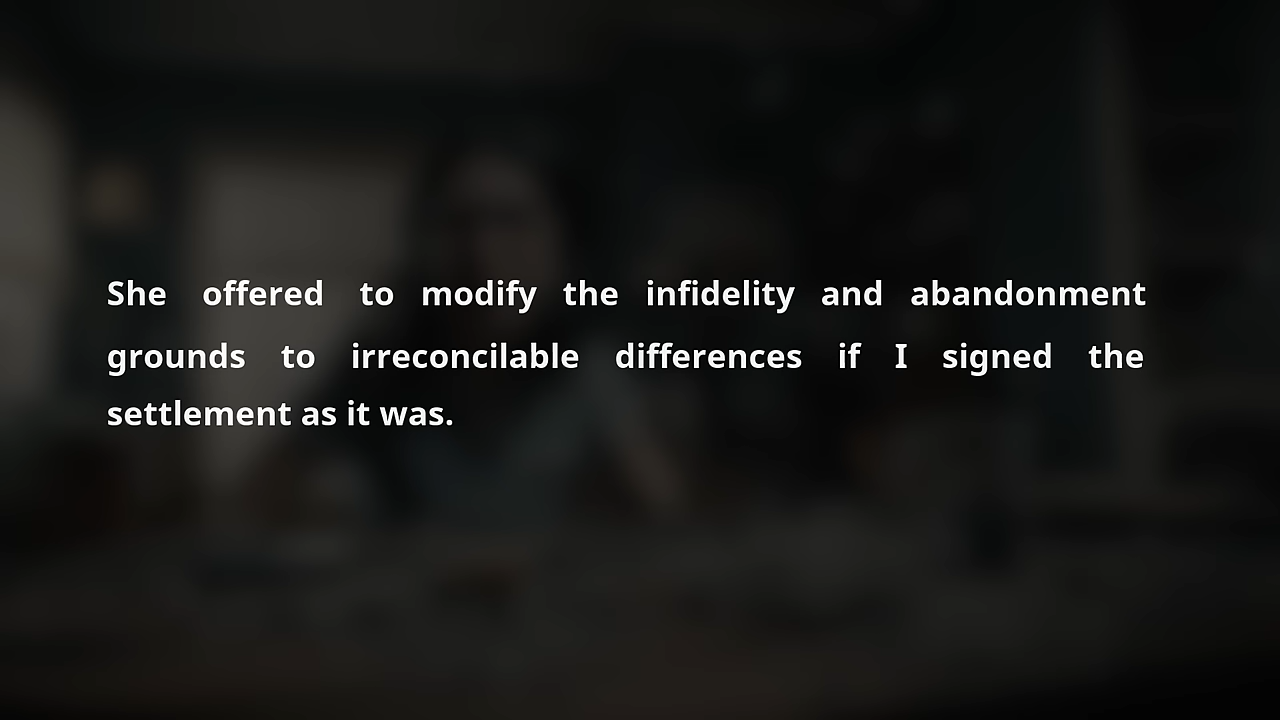 She offered to modify the infidelity and abandonment
grounds to irreconcilable differences if I signed the
settlement as it was.